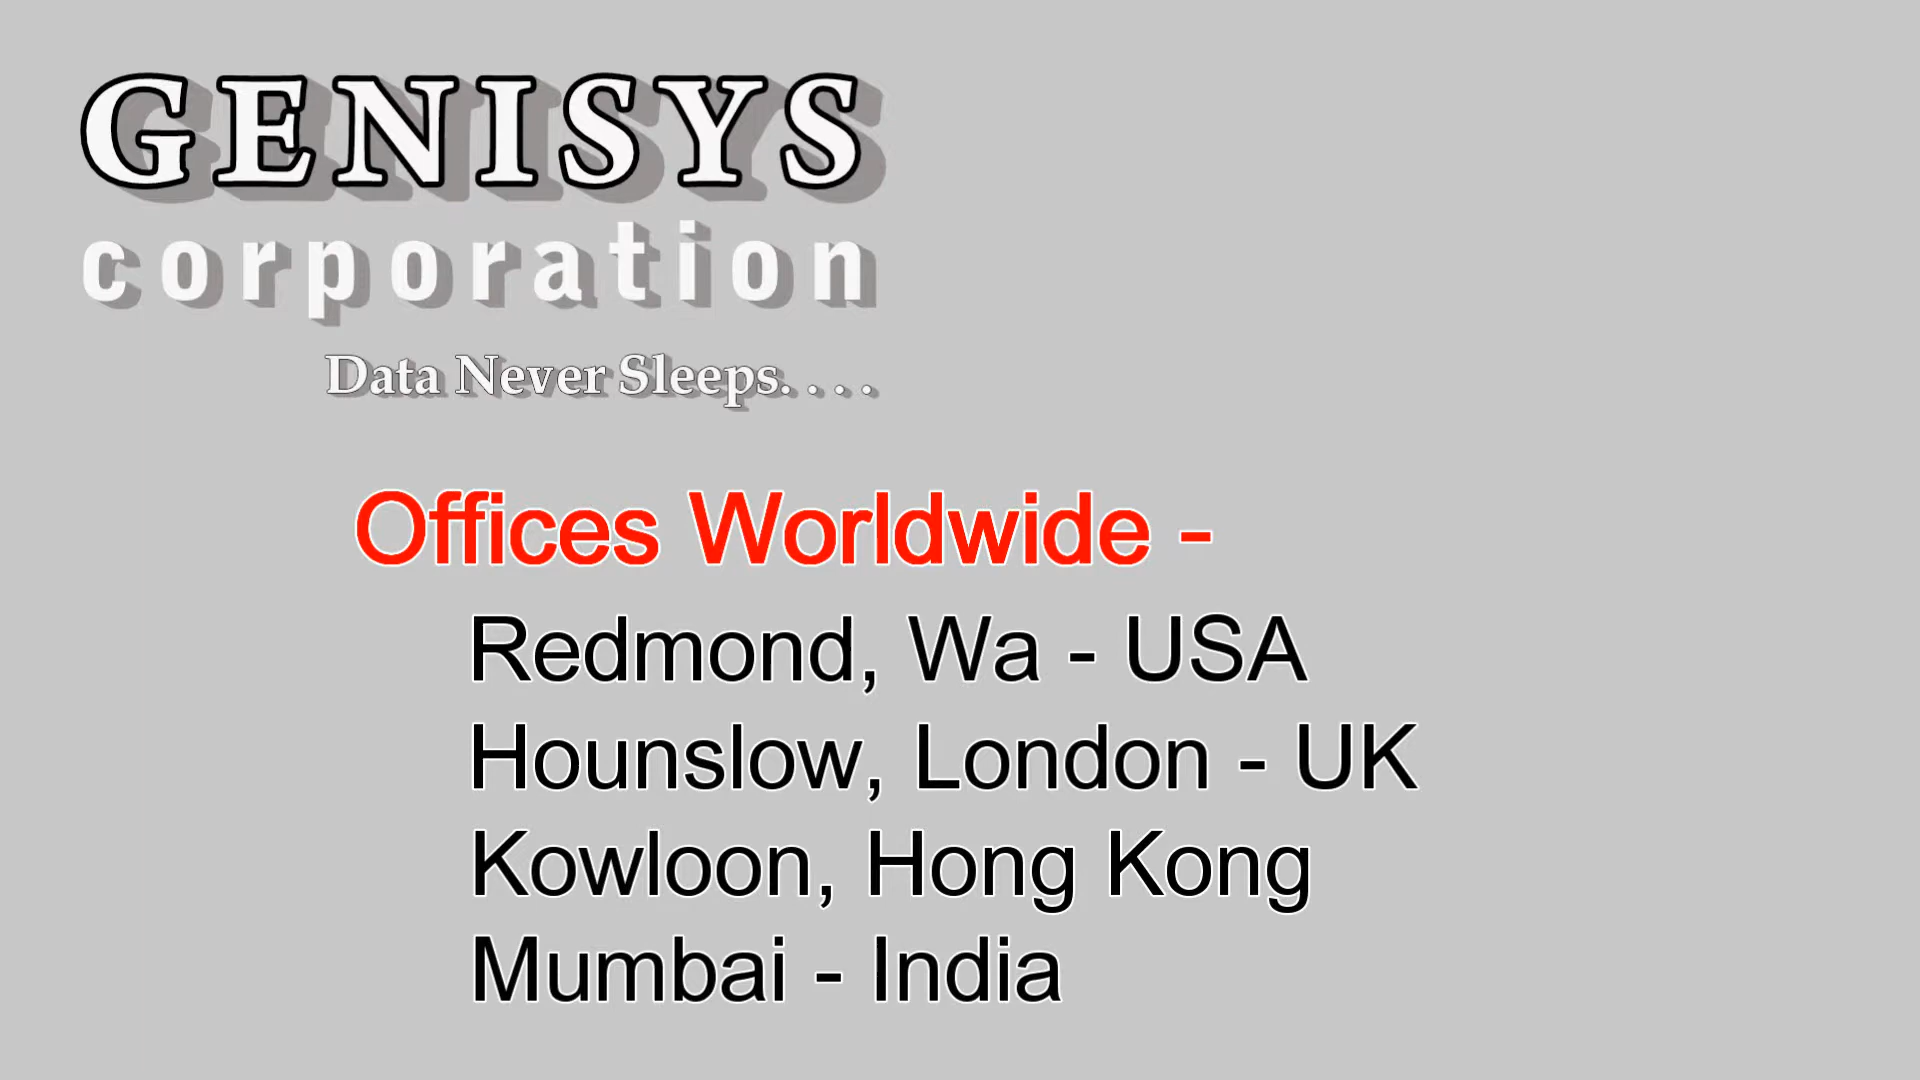 GENISYS
corporation
Data Never Sleeps. . . .
Offices Worldwide -
Redmond, Wa - USA
Hounslow, London - UK
Kowloon, Hong Kong
Mumbai - India